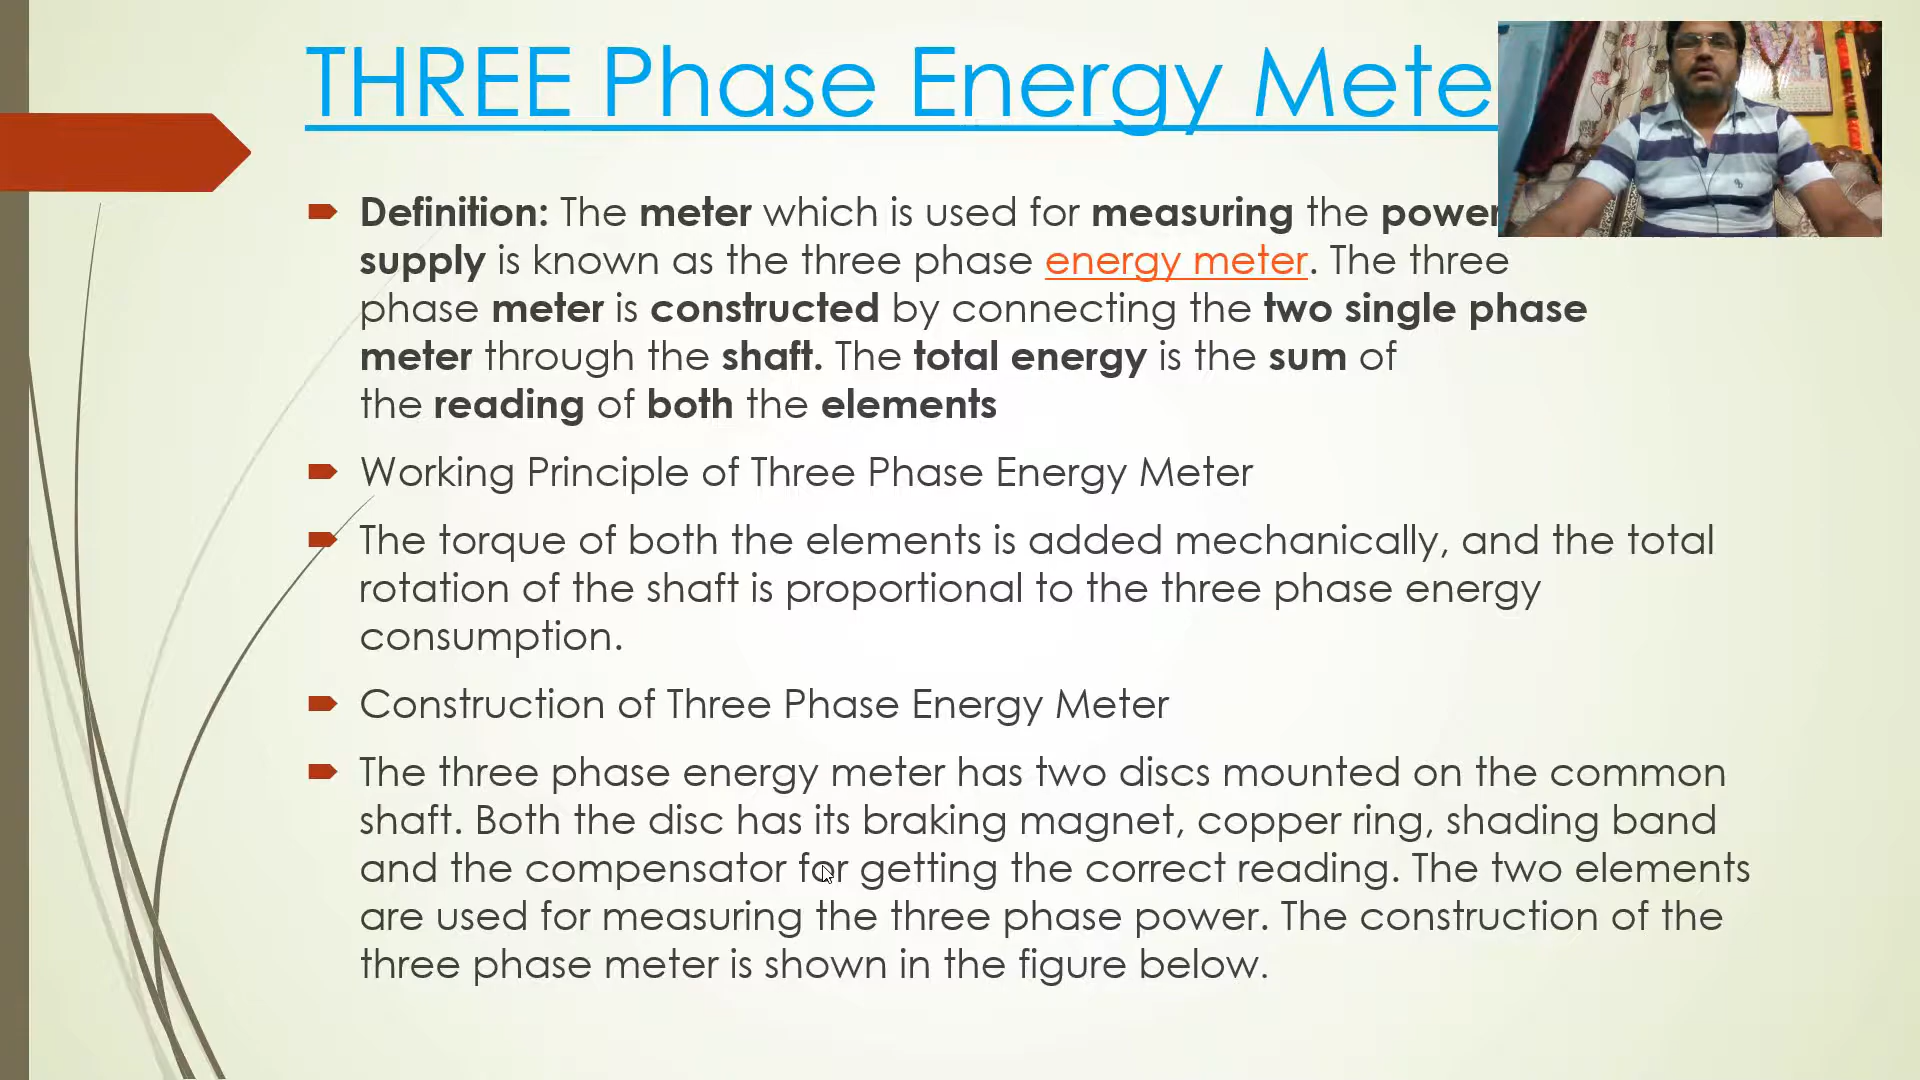 THREE Phase Energy Mete
Definition: The meter which is used for measuring the power
supply is known as the three phase energy meter. The three
phase meter is constructed by connecting the two single phase
meter through the shaft. The total energy is the sum of
the reading of both the elements
Working Principle of Three Phase Energy Meter
The torque of both the elements is added mechanically, and the total
rotation of the shaft is proportional to the three phase energy
consumption.
Construction of Three Phase Energy Meter
The three phase energy meter has two discs mounted on the common
shaft. Both the disc has its braking magnet, copper ring, shading band
and the compensator for getting the correct reading. The two elements
are used for measuring the three phase power. The construction of the
three phase meter is shown in the figure below.